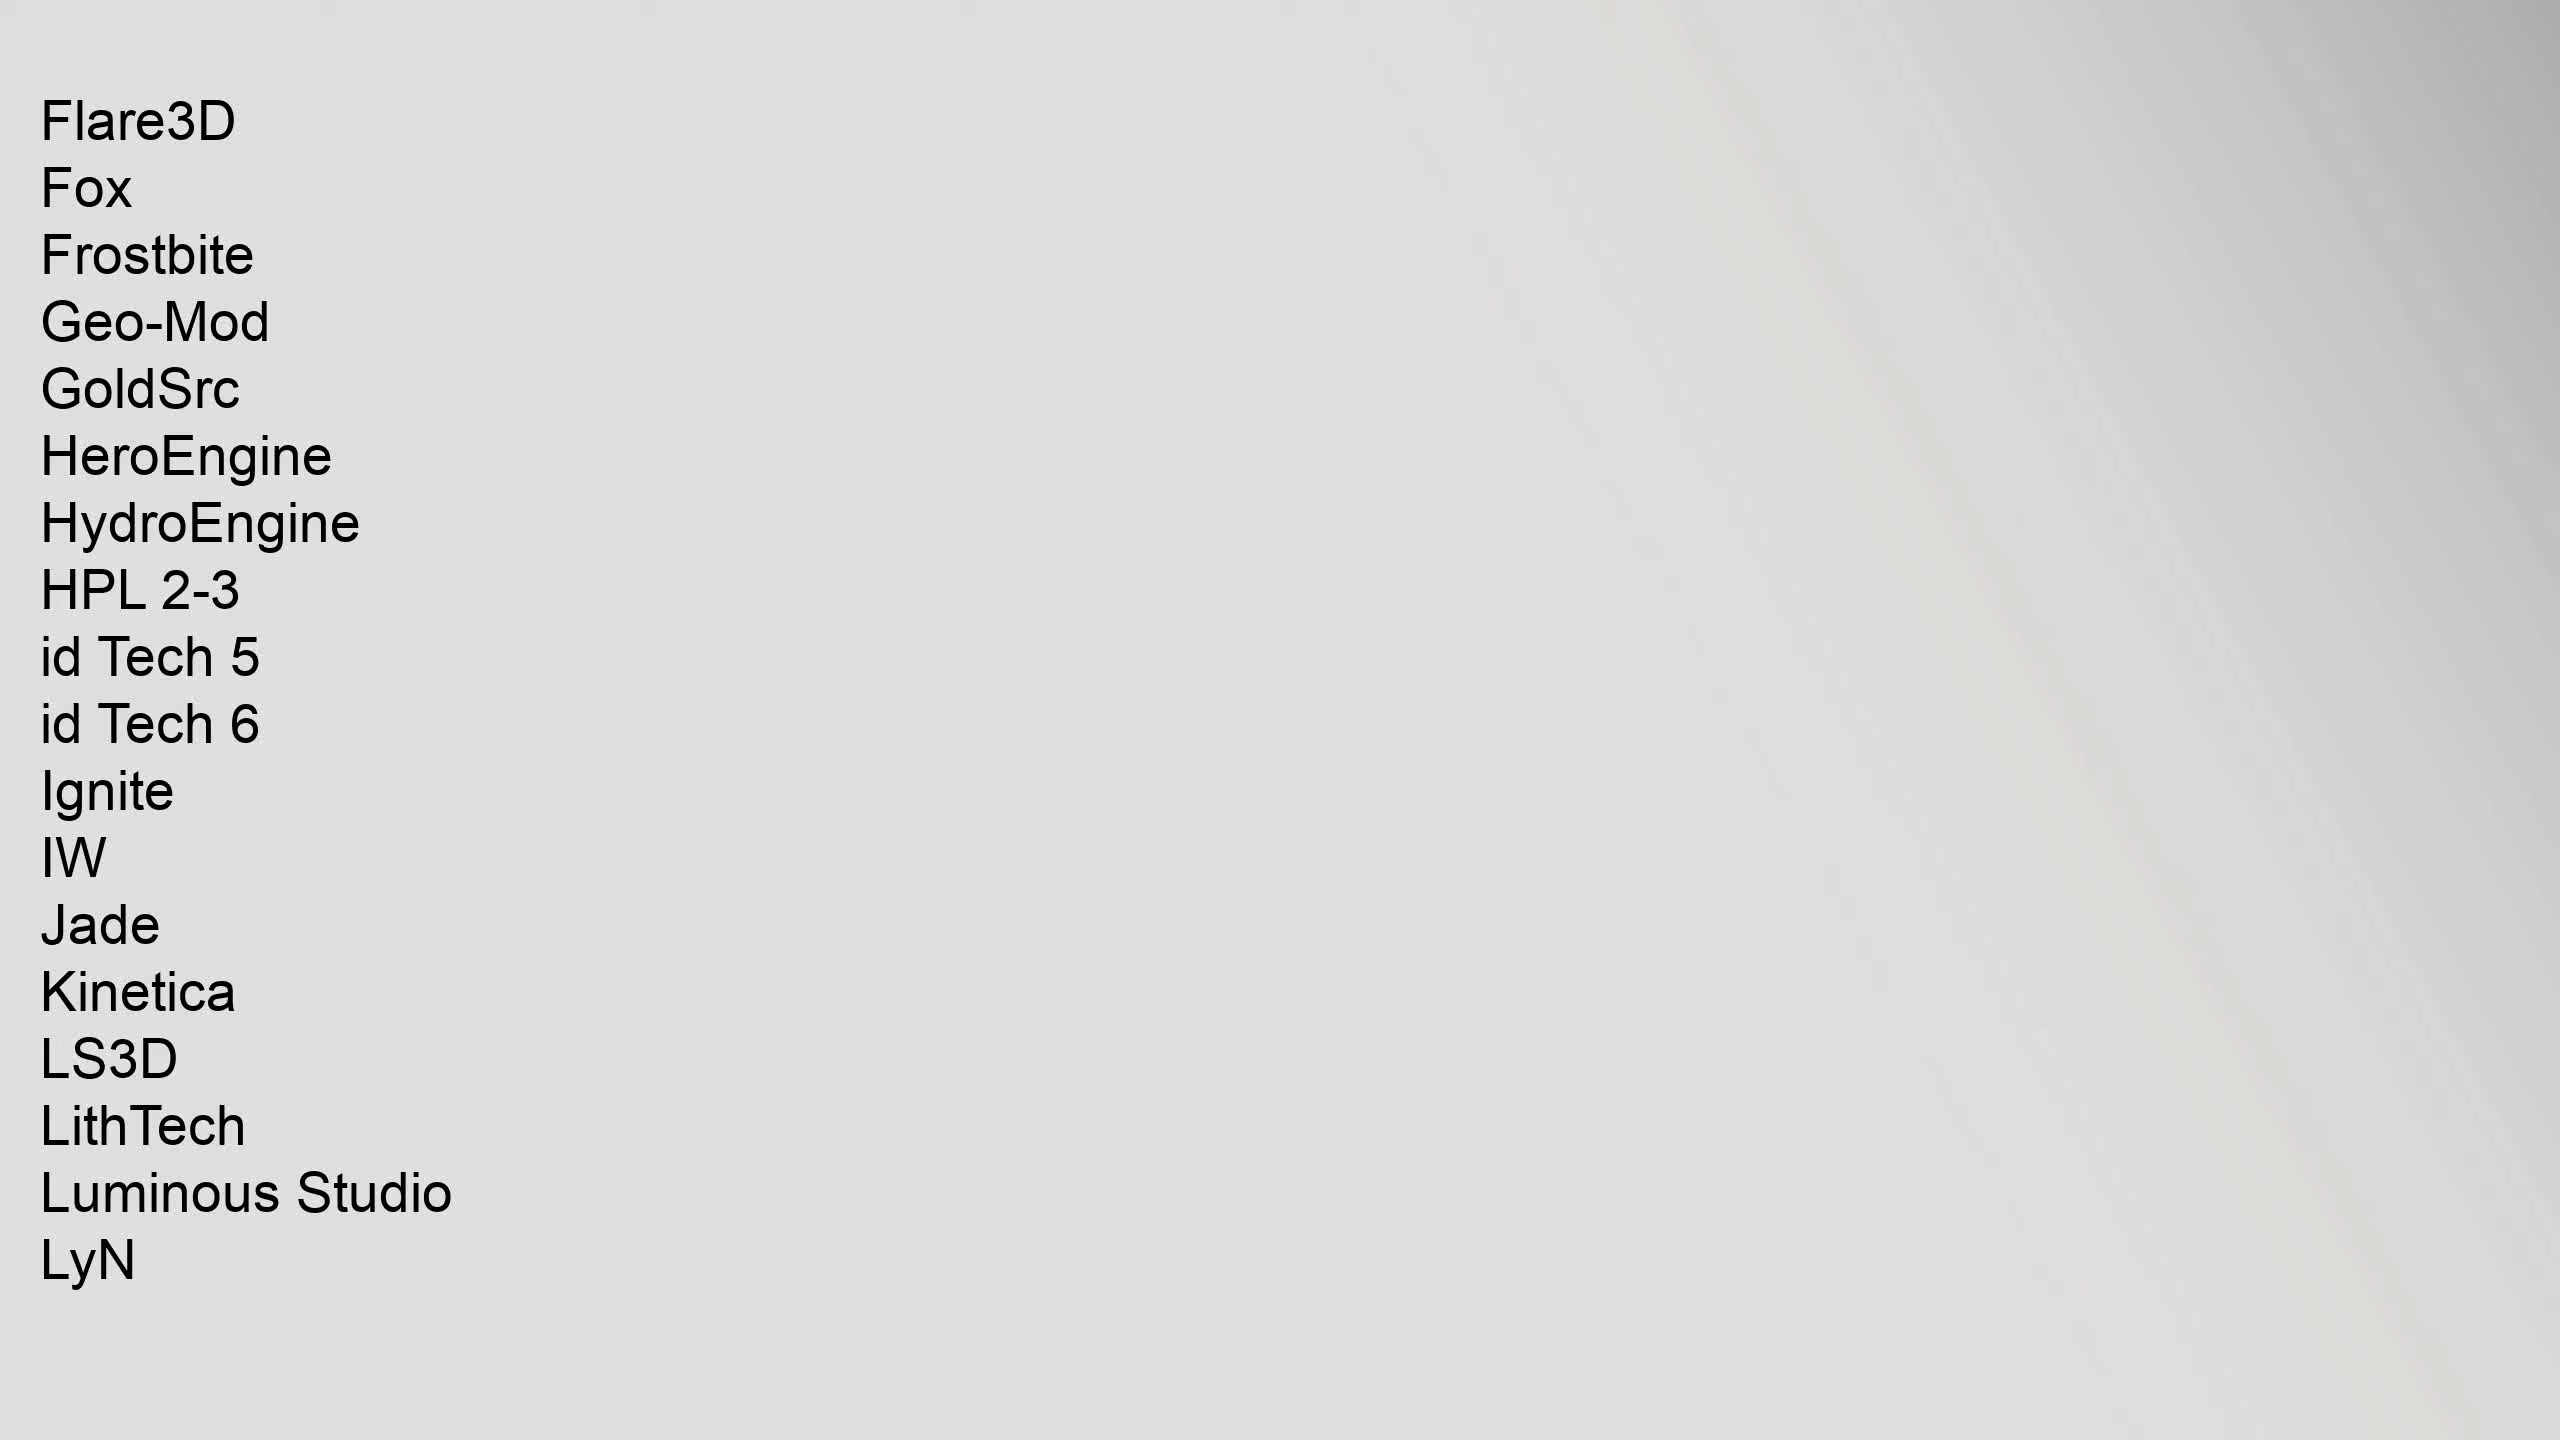 Flare3D
Fox
Frostbite
Geo-Mod
GoldSrc
HeroEngine
HydroEngine
HPL 2-3
id Tech 5
id Tech 6
Ignite
IW
Jade
Kinetica
LS3D
LithTech
Luminous Studio
LyN